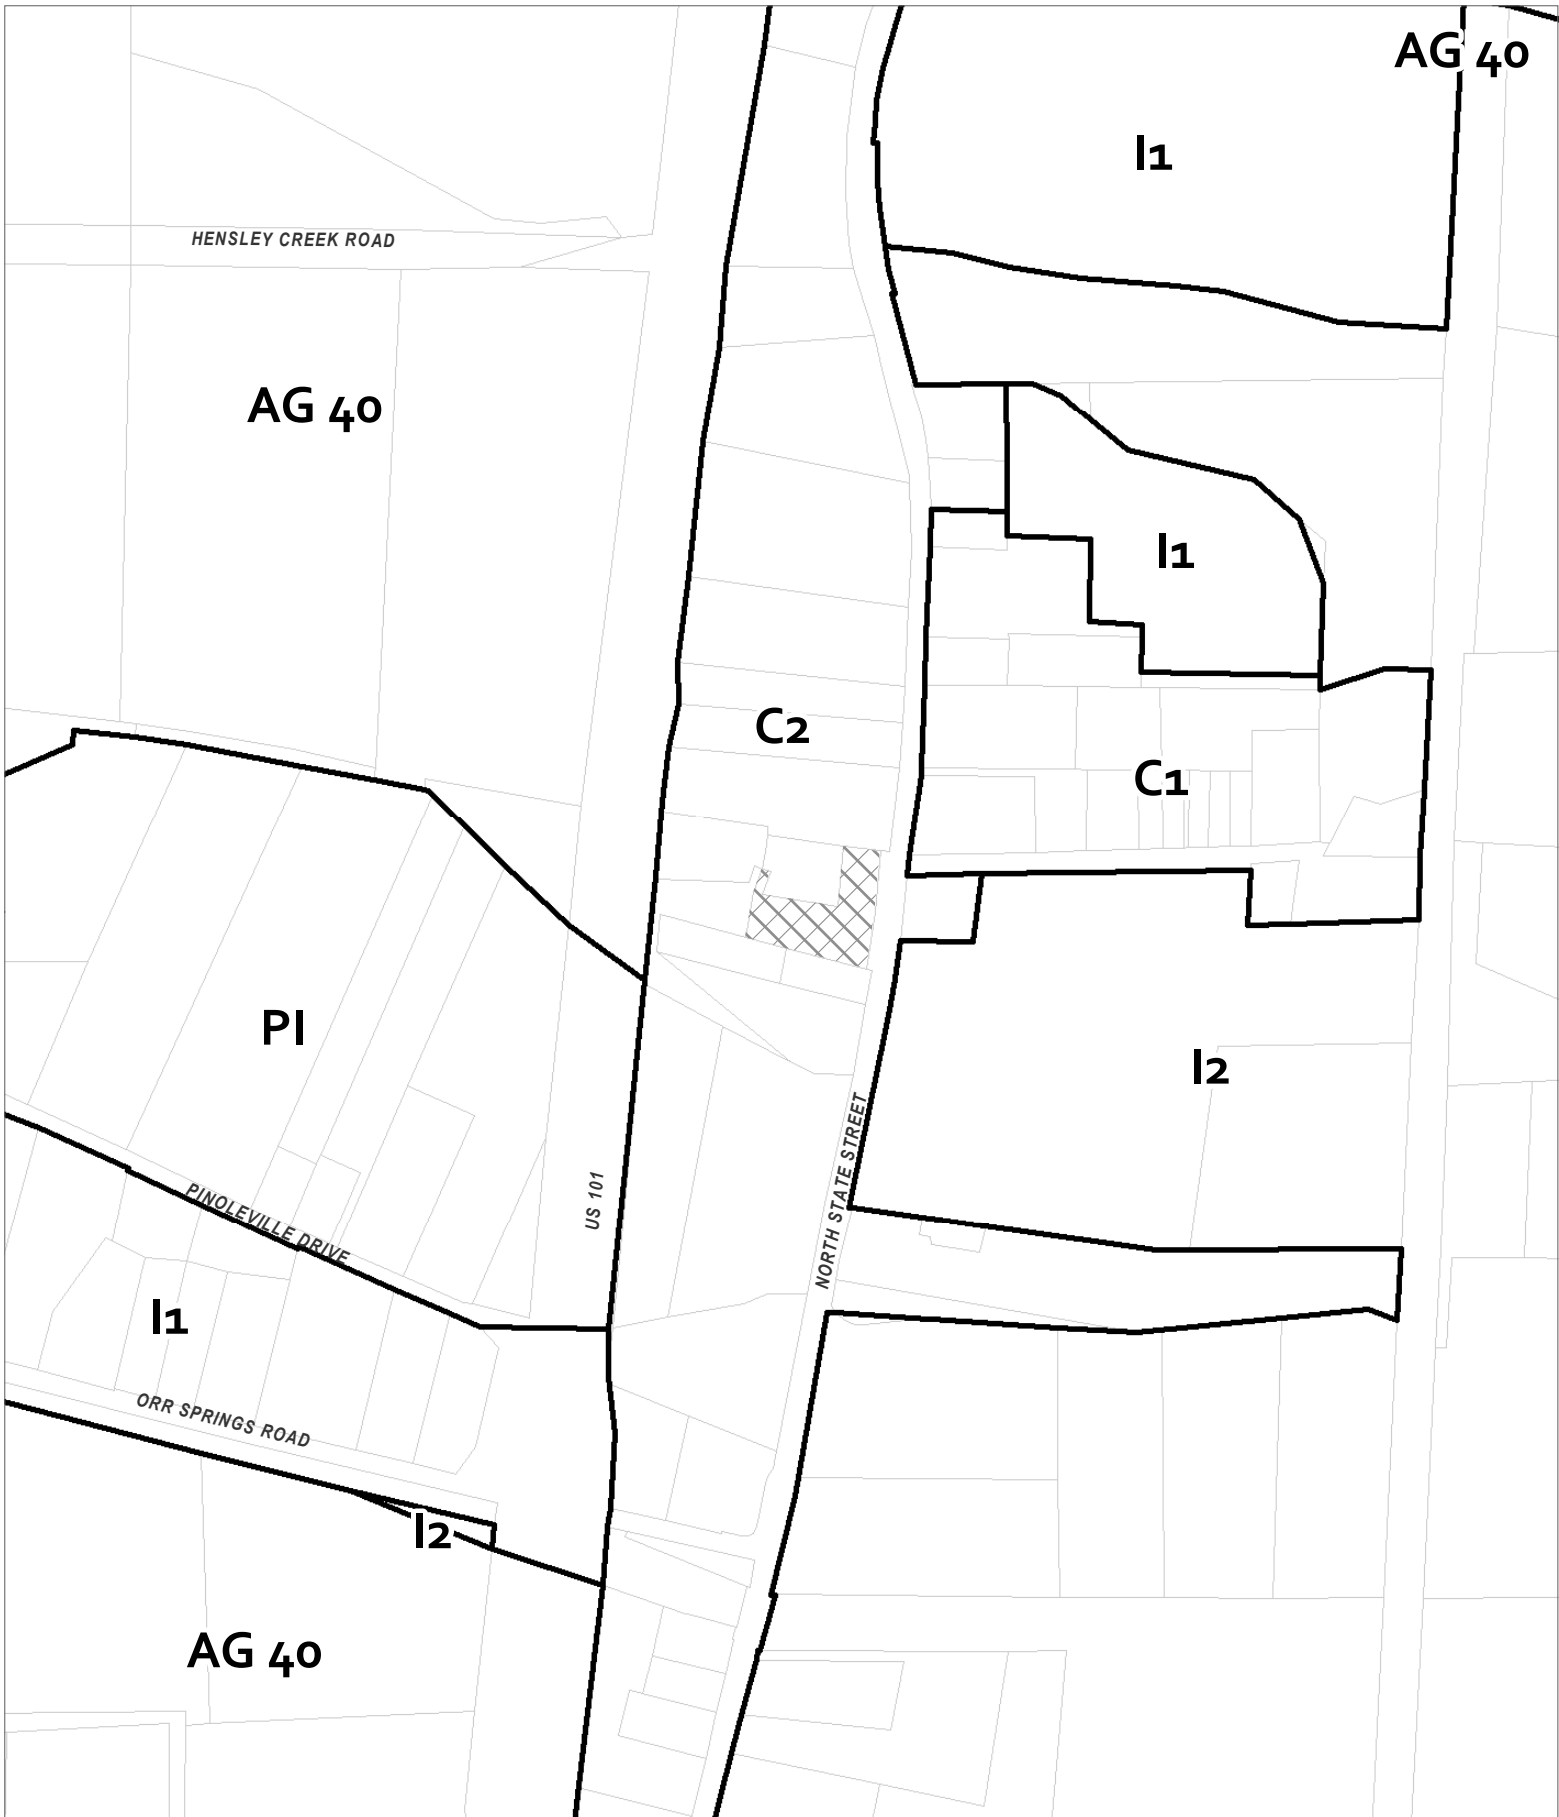 AG 40
I1
HENSLEY CREEK ROAD
AG 40
I1
C2
C1
PI
I2
US 101
NORTH STATE STREET
PINOLEVILLE DRIVE
I1
ORR SPRINGS ROAD
I2
AG 40